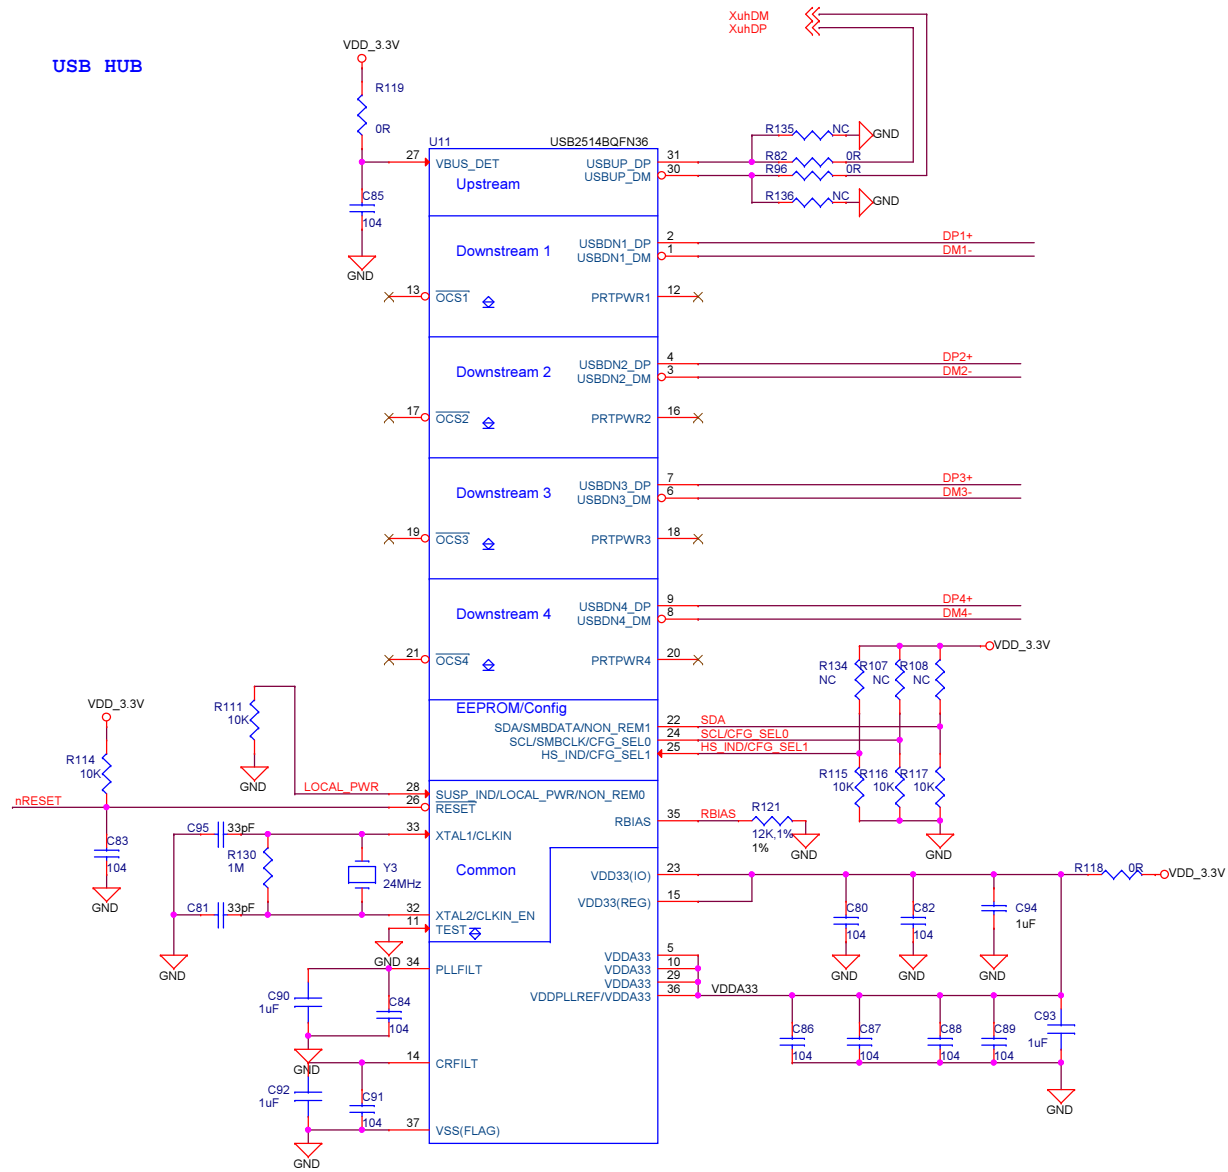 XuhDM
XuhDP
USB HUB
VDD_3.3V
R119
0R
U11
USB2514BQFN36
27
VBUS_DET
Upstream
USBUP_DP
31
USBUP_DM
30
R135
NC
GND
R82
0R
R96
0R
R136
NC
GND
C85
104
GND
Downstream 1
USBDN1_DP
2
DP1+
USBDN1_DM
1
DM1-
13
OCS1
PRTPWR1
12
Downstream 2
USBDN2_DP
4
DP2+
USBDN2_DM
3
DM2-
17
OCS2
PRTPWR2
16
Downstream 3
USBDN3_DP
7
DP3+
USBDN3_DM
6
DM3-
19
OCS3
PRTPWR3
18
Downstream 4
USBDN4_DP
9
DP4+
USBDN4_DM
8
DM4-
21
OCS4
PRTPWR4
20
VDD_3.3V
R134
NC
R107
NC
R108
NC
EEPROM/Config
SDA/SMBDATA/NON_REM1
22
SDA
SCL/SMBCLK/CFG_SEL0
24
SCL/CFG_SEL0
HS_IND/CFG_SEL1
25
HS_IND/CFG_SEL1
R115
10K
R116
10K
R117
10K
GND
VDD_3.3V
R111
10K
GND
R114
10K
LOCAL_PWR
28
SUSP_IND/LOCAL_PWR/NON_REM0
nRESET
26
RESET
RBIAS
35
RBIAS
R121
12K,1%
1%
GND
C83
104
GND
C95
33pF
33
XTAL1/CLKIN
R130
1M
Y3
24MHz
Common
C81
33pF
32
XTAL2/CLKIN_EN
11
TEST
GND
GND
VDD33(IO)
23
VDD33(REG)
15
R118
0R
VDD_3.3V
C80
104
GND
C82
104
GND
C94
1uF
GND
34
PLLFILT
C90
1uF
C84
104
GND
VDDA33
5
VDDA33
10
VDDA33
29
VDDPLLREF/VDDA33
36
VDDA33
C86
104
C87
104
C88
104
C89
104
C93
1uF
GND
14
CRFILT
C92
1uF
C91
104
37
VSS(FLAG)
GND